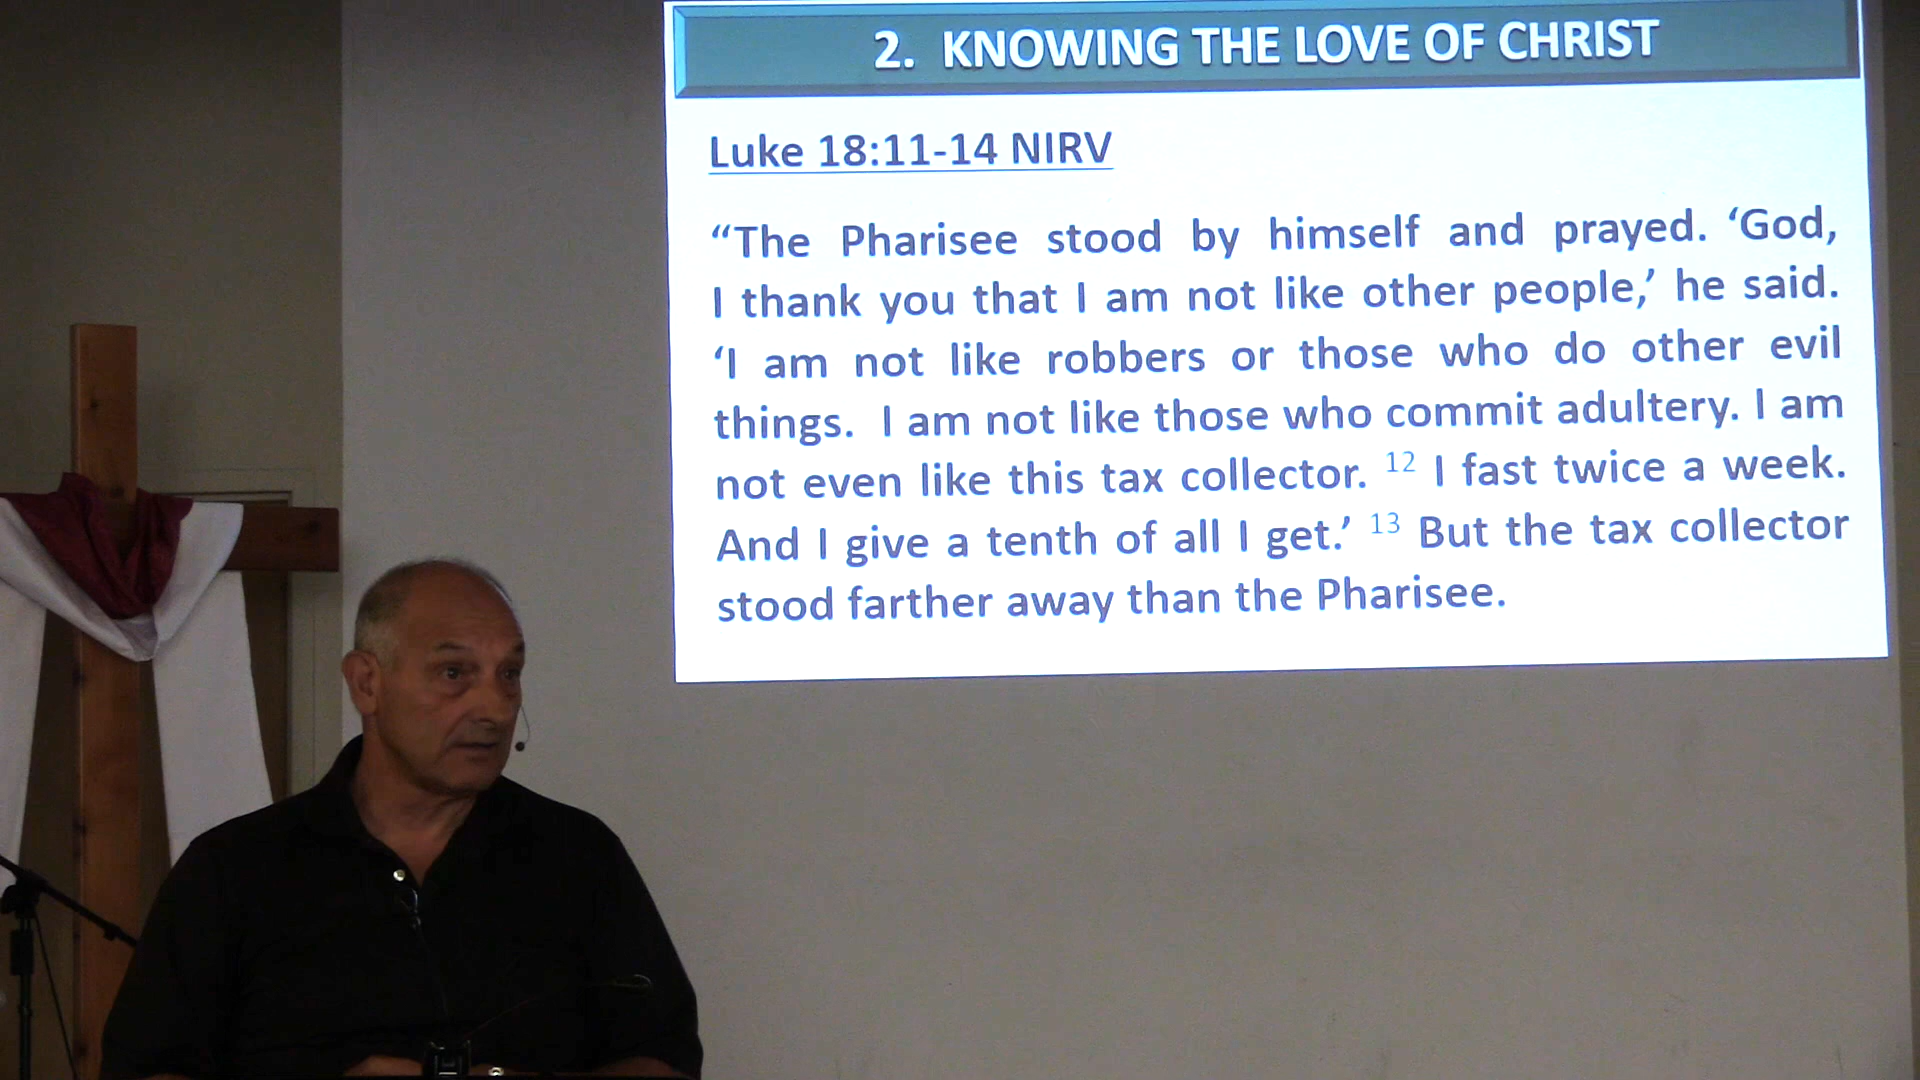 2. KNOWING THE LOVE OF CHRIST
Luke 18:11-14 NIRV
“The Pharisee stood by himself and prayed. ‘God,
I thank you that I am not like other people,’ he said.
‘I am not like robbers or those who do other evil
things. I am not like those who commit adultery. I am
not even like this tax collector. 12 I fast twice a week.
And I give a tenth of all I get.’ 13 But the tax collector
stood farther away than the Pharisee.